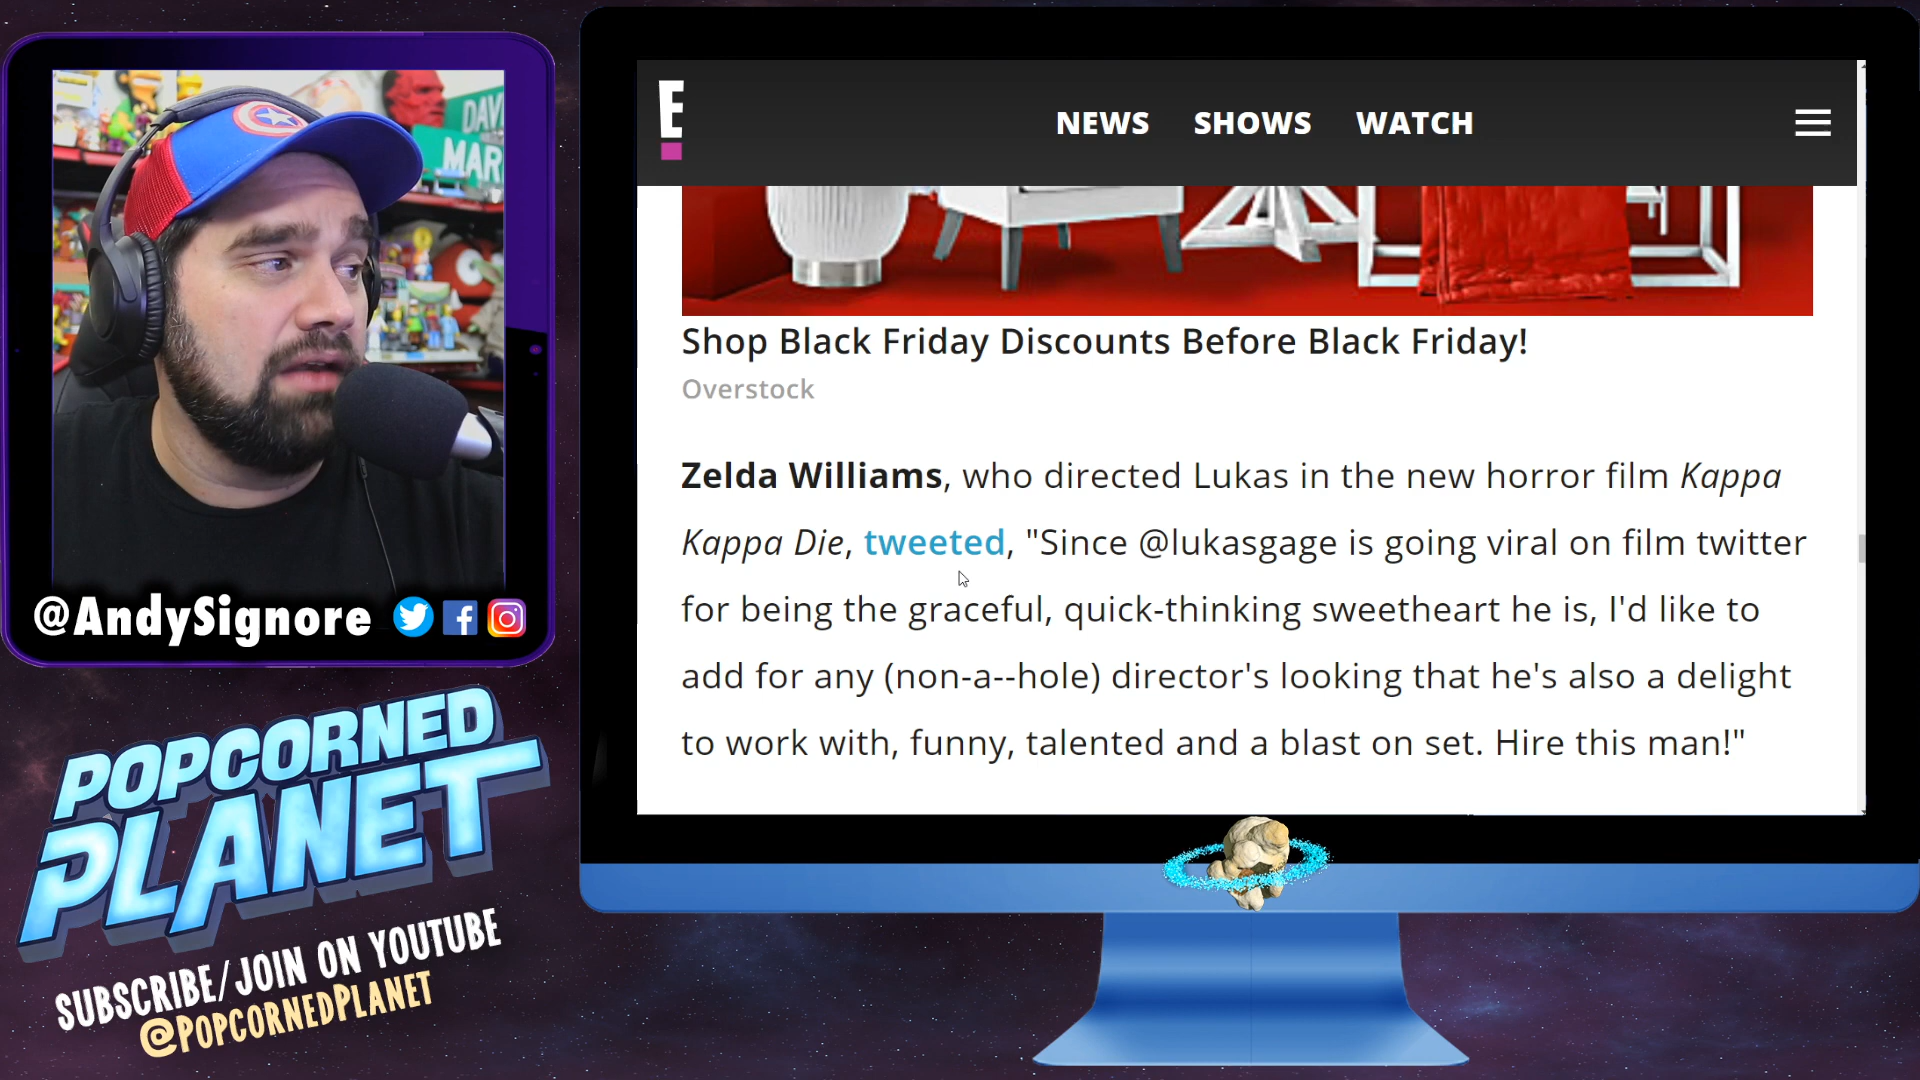 DAV
MAR
@AndySignore
POPCORNED
PLANET
SUBSCRIBE/JOIN ON YOUTUBE
@POPCORNEDPLANET
E
NEWS SHOWS WATCH
Shop Black Friday Discounts Before Black Friday!
Overstock
Zelda Williams, who directed Lukas in the new horror film Kappa
Kappa Die, tweeted, "Since @lukasgage is going viral on film twitter
for being the graceful, quick-thinking sweetheart he is, I'd like to
add for any (non-a--hole) director's looking that he's also a delight
to work with, funny, talented and a blast on set. Hire this man!"